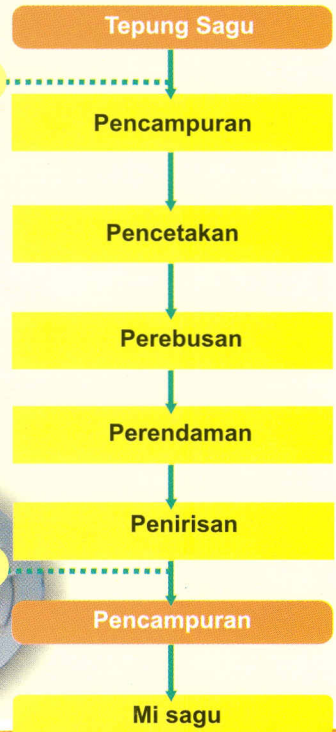 Tepung Sagu
Pencampuran
Pencetakan
Perebusan
Perendaman
Penirisan
Pencampuran
Mi sagu